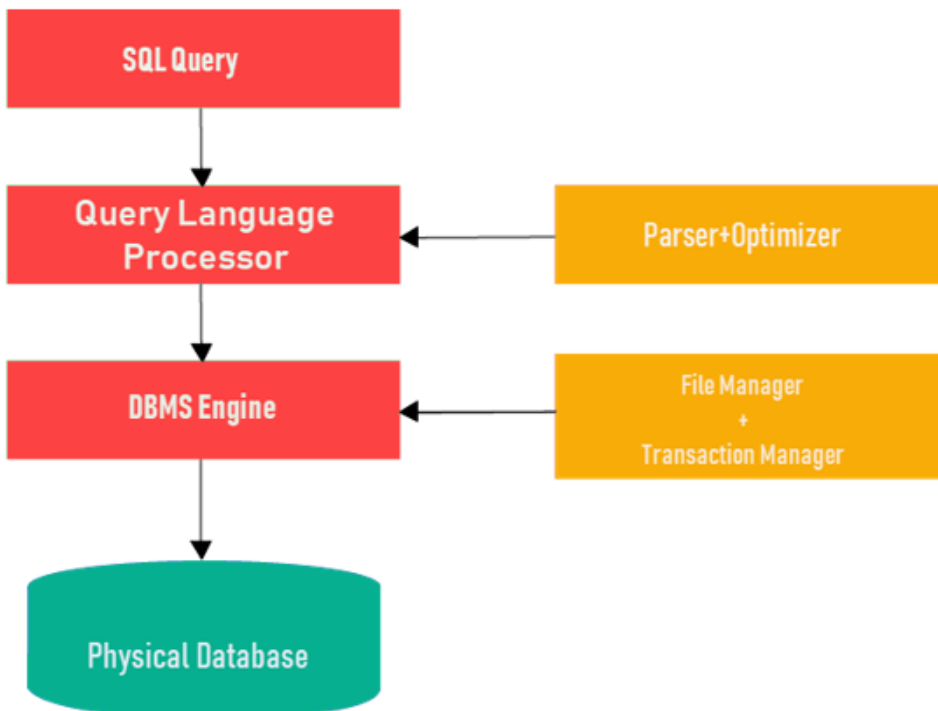 SQL Query
Query Language
Processor
Parser+Optimizer
DBMS Engine
File Manager
+
Transaction Manager
Physical Database